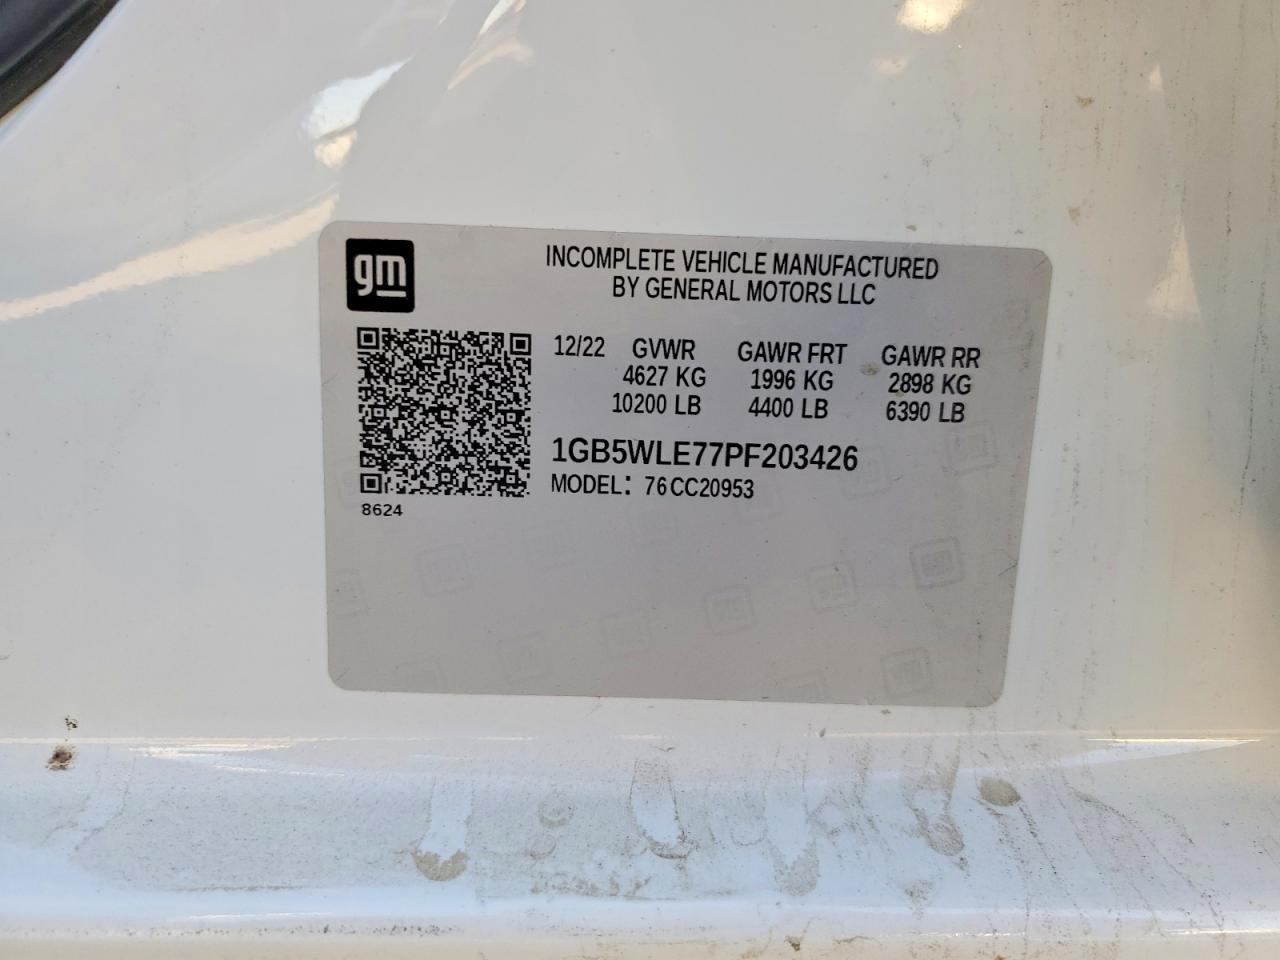 gm
INCOMPLETE VEHICLE MANUFACTURED
BY GENERAL MOTORS LLC
12/22 GVWR GAWR FRT GAWR RR
4627 KG 1996 KG 2898 KG
10200 LB 4400 LB 6390 LB
1GB5WLE77PF203426
MODEL: 76CC20953
8624